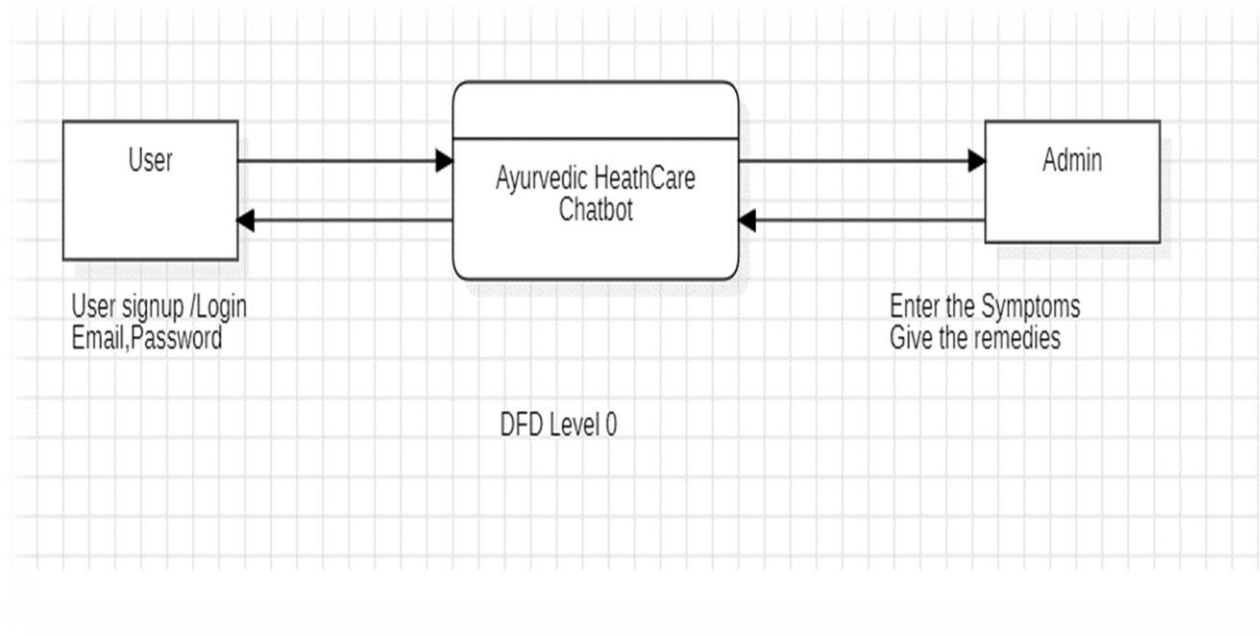 User
Ayurvedic HeathCare
Chatbot
Admin
User signup /Login
Email,Password
Enter the Symptoms
Give the remedies
DFD Level 0